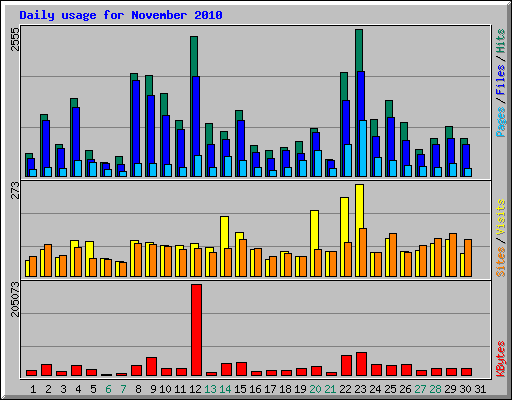 Daily usage for November 2010
2555
Pages / Files / Hits
273
Sites / Visits
205073
KBytes
1 2 3 4 5 6 7 8 9 10 11 12 13 14 15 16 17 18 19 20 21 22 23 24 25 26 27 28 29 30 31